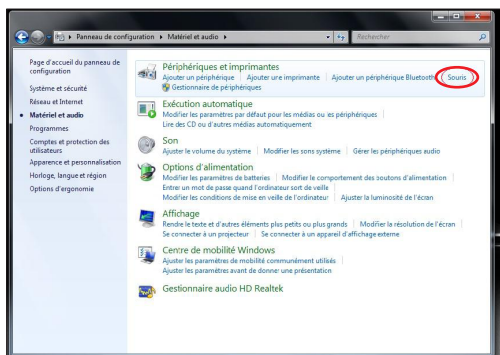 Panneau de configuration ▸ Matériel et audio ▸
Rechercher
Page d'accueil du panneau de
configuration
Système et sécurité
Réseau et Internet
Matériel et audio
Programmes
Comptes et protection des
utilisateurs
Apparence et personnalisation
Horloge, langue et région
Options d'ergonomie
Périphériques et imprimantes
Ajouter un périphérique | Ajouter une imprimante | Ajouter un périphérique Bluetooth | Souris
Gestionnaire de périphériques
Exécution automatique
Modifier les paramètres par défaut pour les médias ou les périphériques
Lire des CD ou d'autres médias automatiquement
Son
Ajuster le volume du système | Modifier les sons système | Gérer les périphériques audio
Options d'alimentation
Modifier les paramètres de batteries | Modifier le comportement des boutons d'alimentation
Entrer un mot de passe quand l'ordinateur sort de veille
Modifier les conditions de mise en veille de l'ordinateur | Ajuster la luminosité de l'écran
Affichage
Rendre le texte et d'autres éléments plus petits ou plus grands | Modifier la résolution de l'écran
Se connecter à un projecteur | Se connecter à un appareil d'affichage externe
Centre de mobilité Windows
Ajuster les paramètres de mobilité communément utilisés
Ajuster les paramètres avant de donner une présentation
Gestionnaire audio HD Realtek